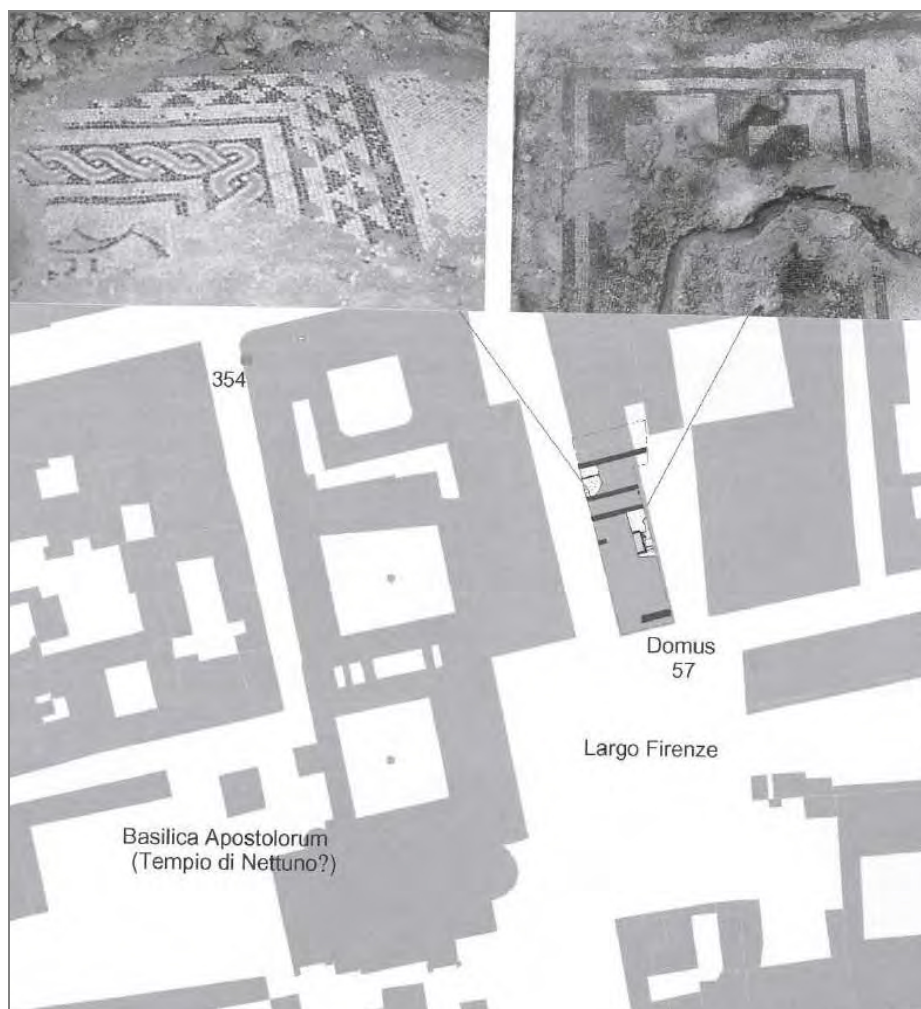 354
Domus
57
Largo Firenze
Basilica Apostolorum
(Tempio di Nettuno?)